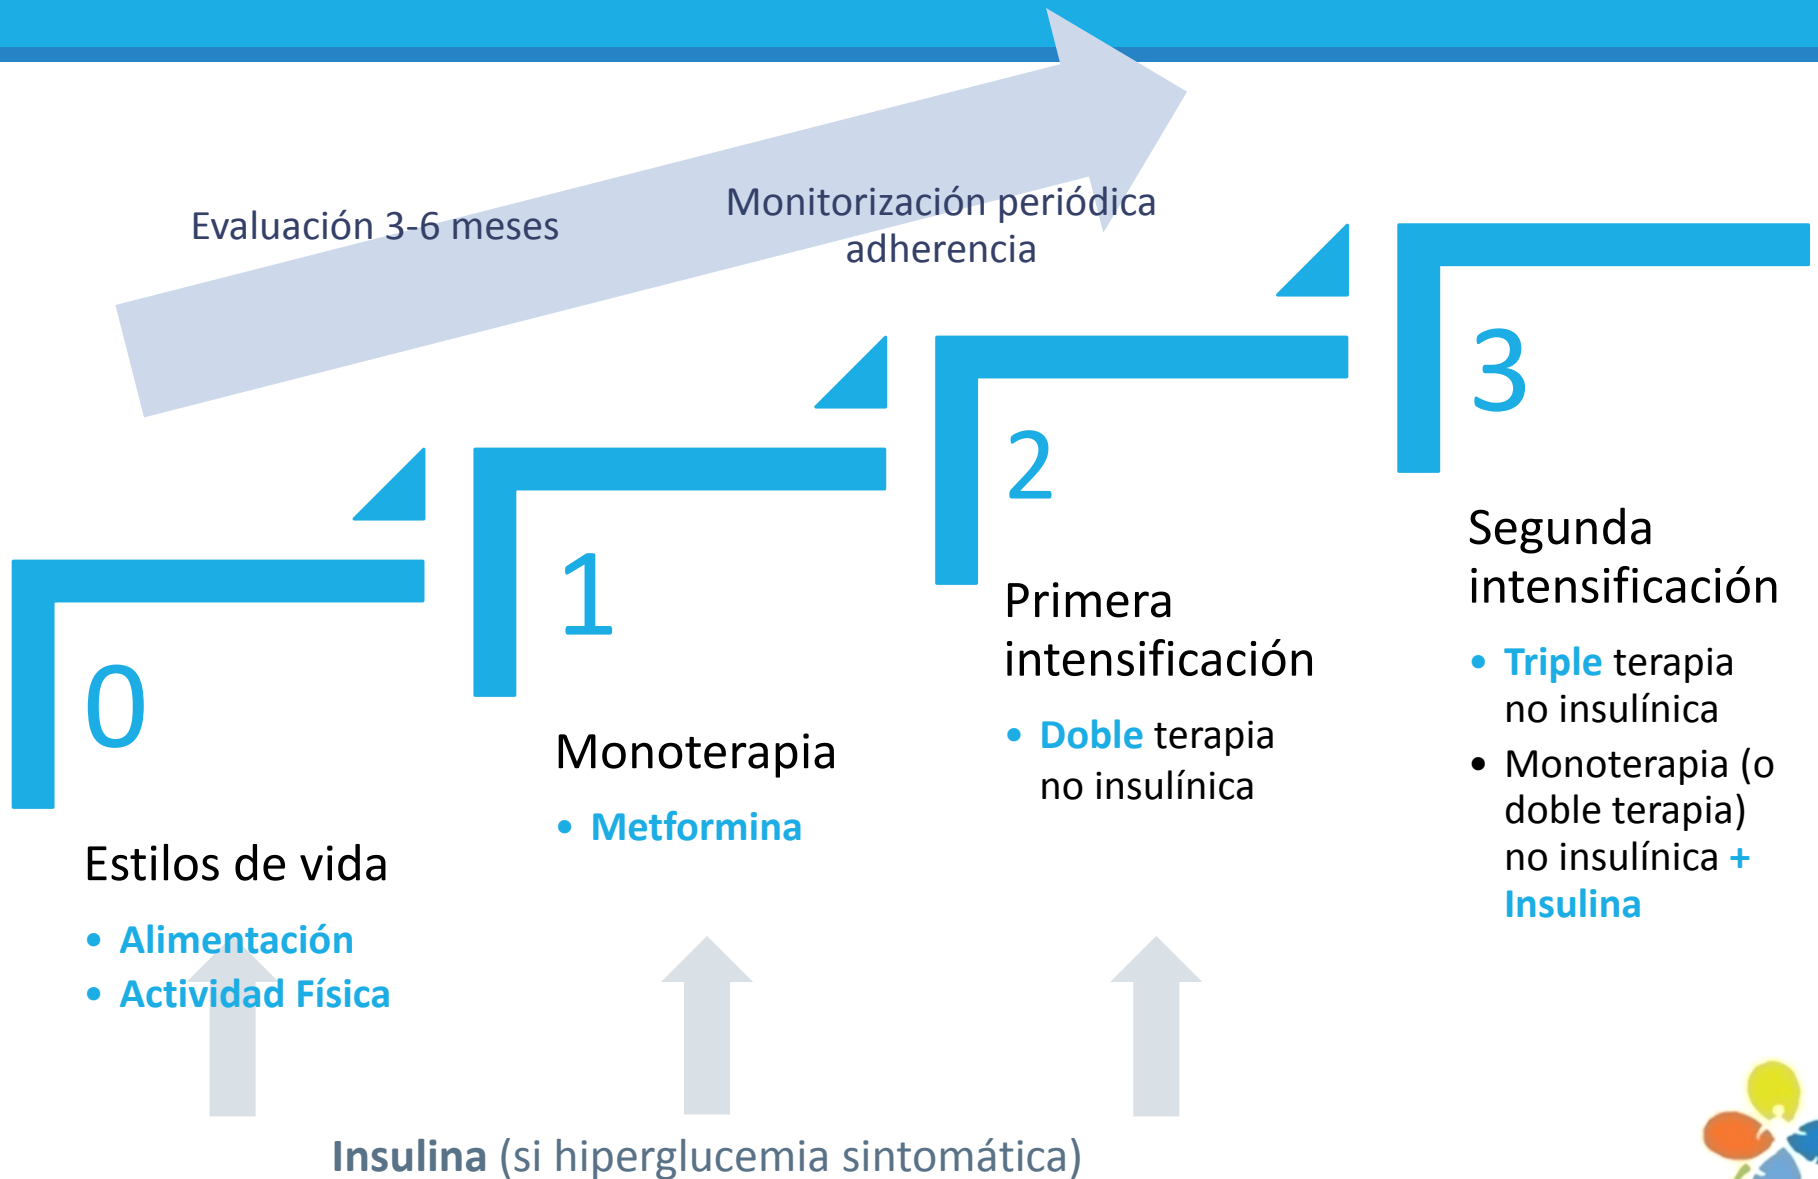 Evaluación 3-6 meses
Monitorización periódica
adherencia
0
Estilos de vida
• Alimentación
• Actividad Física
1
Monoterapia
• Metformina
2
Primera
intensificación
• Doble terapia
no insulínica
3
Segunda
intensificación
• Triple terapia
no insulínica
• Monoterapia (o
doble terapia)
no insulínica +
Insulina
Insulina (si hiperglucemia sintomática)